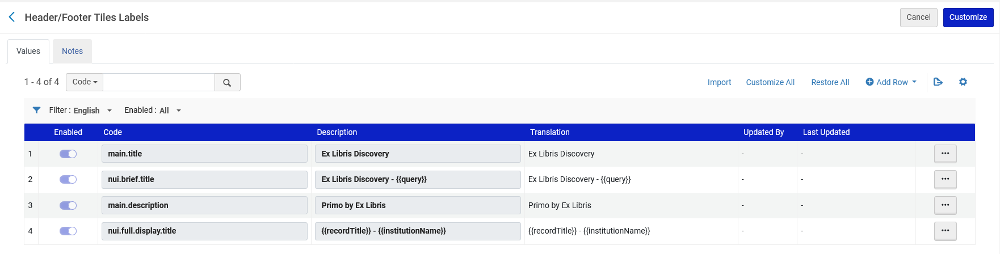 Header/Footer Tiles Labels
Cancel
Customize
Values
Notes
1 - 4 of 4
Code
Import
Customize All
Restore All
Add Row
Filter : English
Enabled : All
Enabled Code Description Translation Updated By Last Updated
1 main.title Ex Libris Discovery Ex Libris Discovery - -
2 nui.brief.title Ex Libris Discovery - {{query}} Ex Libris Discovery - {{query}} - -
3 main.description Primo by Ex Libris Primo by Ex Libris - -
4 nui.full.display.title {{recordTitle}} - {{institutionName}} {{recordTitle}} - {{institutionName}} - -